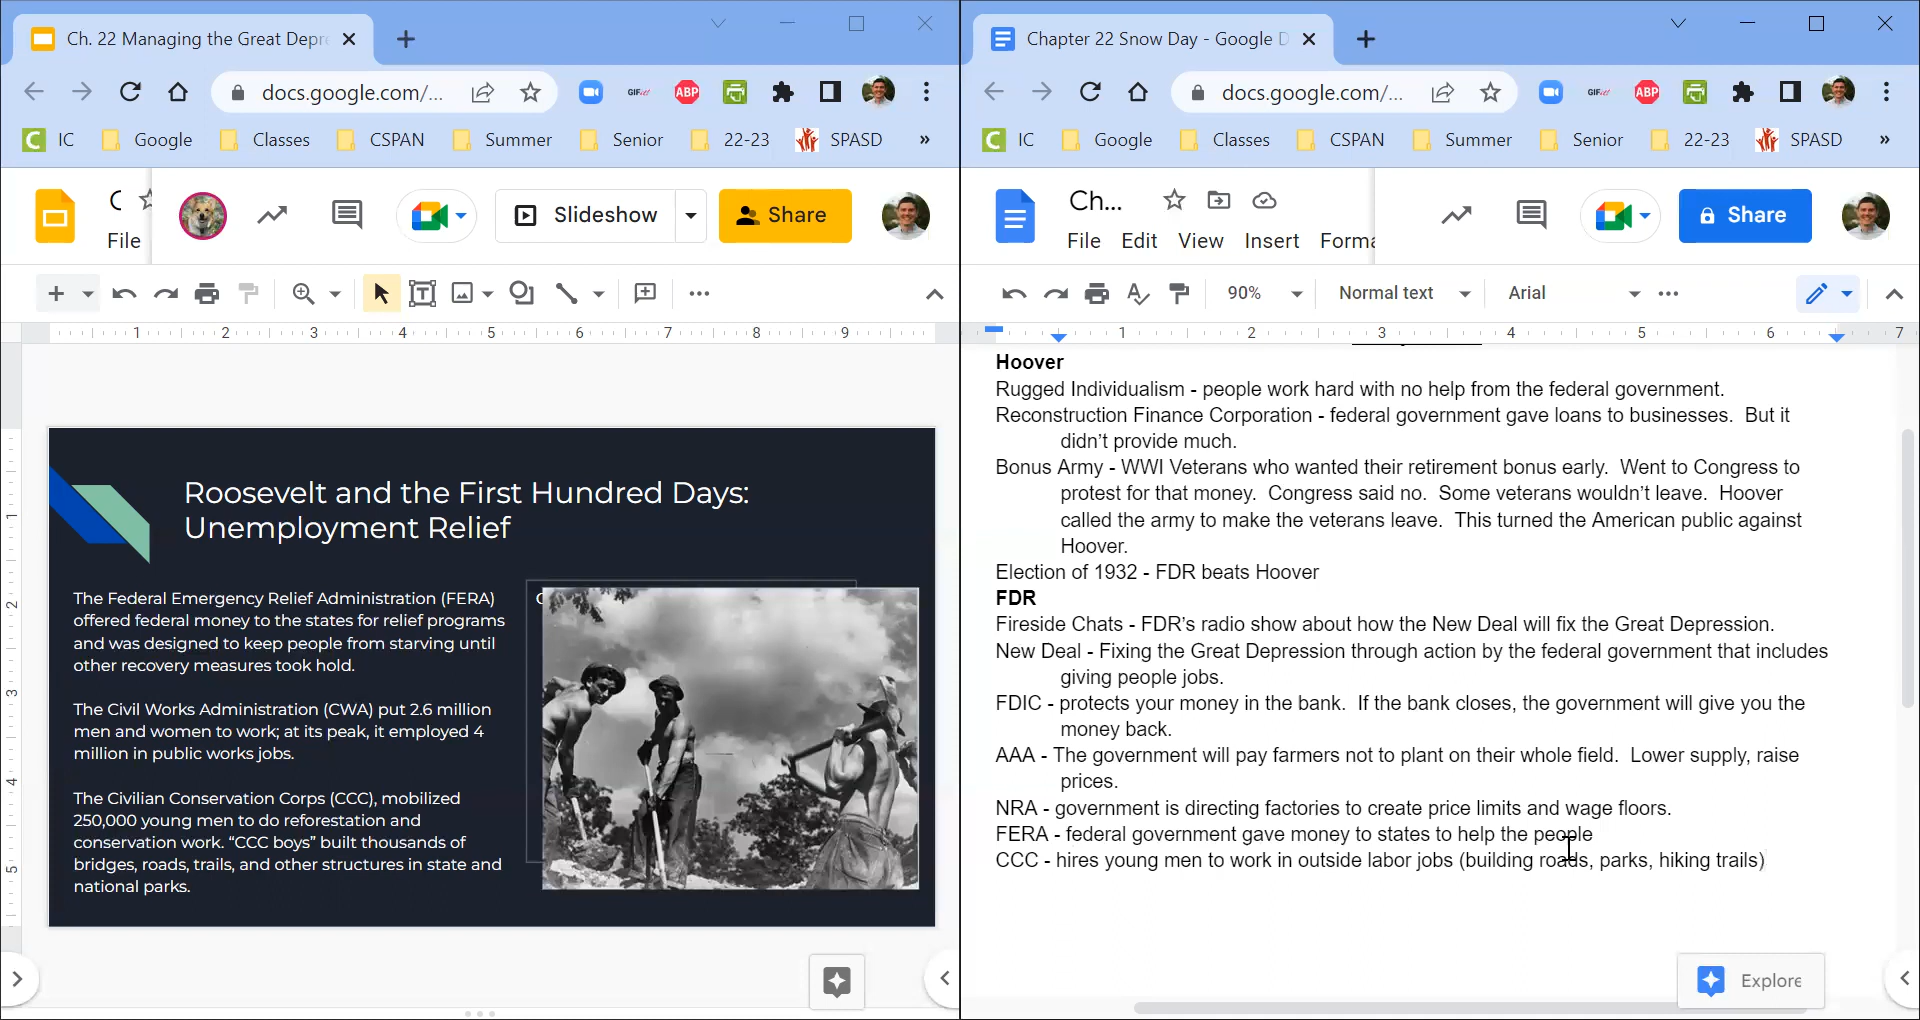 Ch. 22 Managing the Great Depre
docs.google.com/...
GIFit!
ABP
IC
Google
Classes
CSPAN
Summer
Senior
22-23
SPASD
»
File
Slideshow
Share
1 2 3 4 5 6 7 8 9
Roosevelt and the First Hundred Days:
Unemployment Relief
The Federal Emergency Relief Administration (FERA)
offered federal money to the states for relief programs
and was designed to keep people from starving until
other recovery measures took hold.
The Civil Works Administration (CWA) put 2.6 million
men and women to work; at its peak, it employed 4
million in public works jobs.
The Civilian Conservation Corps (CCC), mobilized
250,000 young men to do reforestation and
conservation work. “CCC boys” built thousands of
bridges, roads, trails, and other structures in state and
national parks.
1
2
3
4
5
Chapter 22 Snow Day - Google D
docs.google.com/...
GIFit!
ABP
IC
Google
Classes
CSPAN
Summer
Senior
22-23
SPASD
»
Ch...
File Edit View Insert Forma
Share
90% Normal text Arial
1 2 3 4 5 6 7
Hoover
Rugged Individualism - people work hard with no help from the federal government.
Reconstruction Finance Corporation - federal government gave loans to businesses. But it
didn’t provide much.
Bonus Army - WWI Veterans who wanted their retirement bonus early. Went to Congress to
protest for that money. Congress said no. Some veterans wouldn’t leave. Hoover
called the army to make the veterans leave. This turned the American public against
Hoover.
Election of 1932 - FDR beats Hoover
FDR
Fireside Chats - FDR’s radio show about how the New Deal will fix the Great Depression.
New Deal - Fixing the Great Depression through action by the federal government that includes
giving people jobs.
FDIC - protects your money in the bank. If the bank closes, the government will give you the
money back.
AAA - The government will pay farmers not to plant on their whole field. Lower supply, raise
prices.
NRA - government is directing factories to create price limits and wage floors.
FERA - federal government gave money to states to help the people
CCC - hires young men to work in outside labor jobs (building roads, parks, hiking trails)
Explore